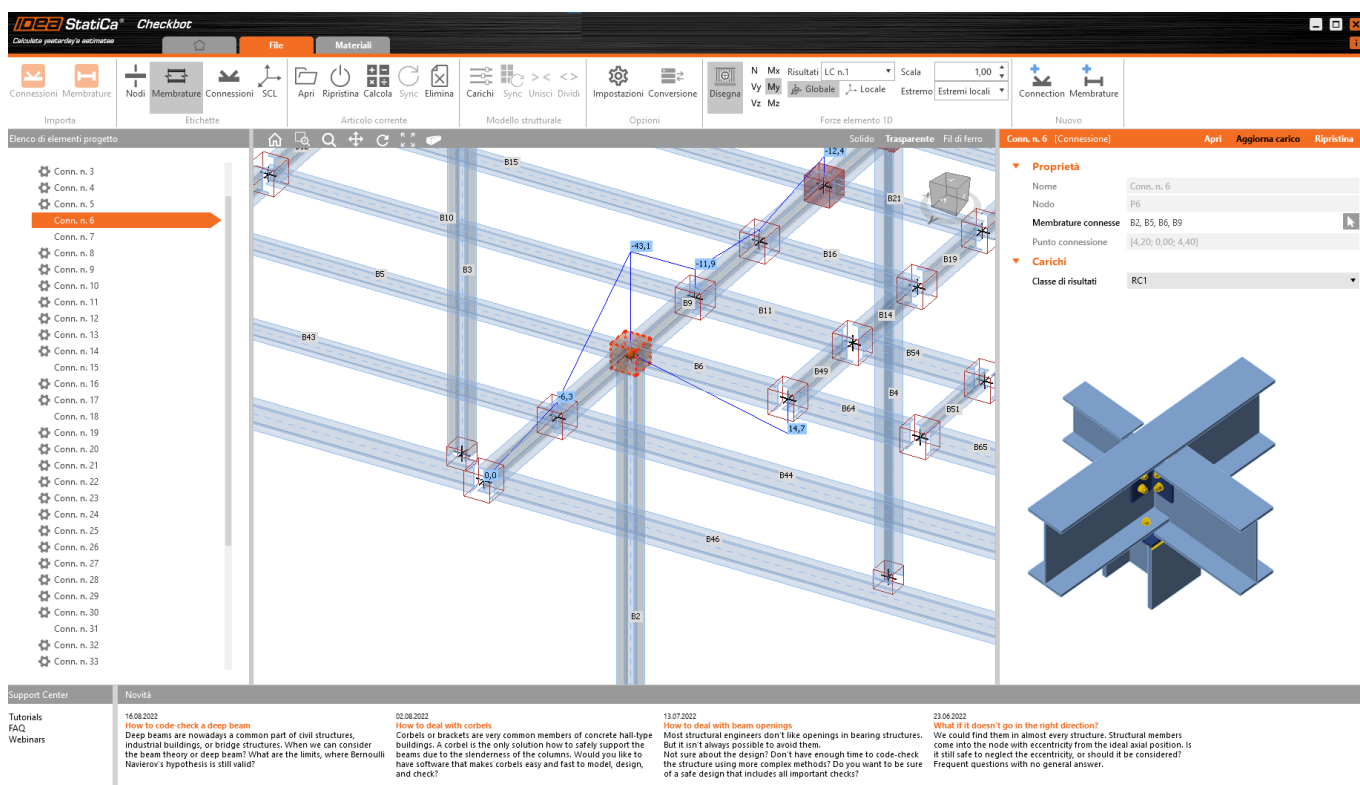 IDEA StatiCa® Checkbot
Calculate yesterday's estimates
File Materiali
Connessioni Membrature Nodi Membrature Connessioni SCL Apri Ripristina Calcola Sync Elimina Carichi Sync Unisci Dividi Impostazioni Conversione Disegna
N Mx Risultati LC n.1 Scala 1,00
Vy My Globale Locale Estremo Estremi locali
Vz Mz
Connection Membrature
Importa Etichette Articolo corrente Modello strutturale Opzioni Forze elemento 1D Nuovo
Elenco di elementi progetto
Solido Trasparente Fil di ferro
Conn. n. 6 [Connessione] Apri Aggiorna carico Ripristina
Conn. n. 3
Conn. n. 4
Conn. n. 5
Conn. n. 6
Conn. n. 7
Conn. n. 8
Conn. n. 9
Conn. n. 10
Conn. n. 11
Conn. n. 12
Conn. n. 13
Conn. n. 14
Conn. n. 15
Conn. n. 16
Conn. n. 17
Conn. n. 18
Conn. n. 19
Conn. n. 20
Conn. n. 21
Conn. n. 22
Conn. n. 23
Conn. n. 24
Conn. n. 25
Conn. n. 26
Conn. n. 27
Conn. n. 28
Conn. n. 29
Conn. n. 30
Conn. n. 31
Conn. n. 32
Conn. n. 33
-12,4
B15
B21
B10
-43,1
B16
B19
B3
-11,9
B5
B9
B11
B14
B43
B54
B6
B49
B4
-6,3
B64
B51
14,7
B65
0,0
B44
B46
B2
Proprietà
Nome Conn. n. 6
Nodo P6
Membrature connesse B2, B5, B6, B9
Punto connessione [4,20; 0,00; 4,40]
Carichi
Classe di risultati RC1
Support Center
Tutorials
FAQ
Webinars
Novità
16.08.2022
How to code-check a deep beam
Deep beams are nowadays a common part of civil structures,
industrial buildings, or bridge structures. When we can consider
the beam theory or deep beam? What are the limits, where Bernoulli
Navierov's hypothesis is still valid?
02.08.2022
How to deal with corbels
Corbels or brackets are very common members of concrete hall-type
buildings. A corbel is the only solution how to safely support the
beams due to the slenderness of the columns. Would you like to
have software that makes corbels easy and fast to model, design,
and check?
13.07.2022
How to deal with beam openings
Most structural engineers don't like openings in bearing structures.
But it isn't always possible to avoid them.
Not sure about the design? Don't have enough time to code-check
the structure using more complex methods? Do you want to be sure
of a safe design that includes all important checks?
23.06.2022
What if it doesn't go in the right direction?
We could find them in almost every structure. Structural members
come into the node with eccentricity from the ideal axial position. Is
it still safe to neglect the eccentricity, or should it be considered?
Frequent questions with no general answer.